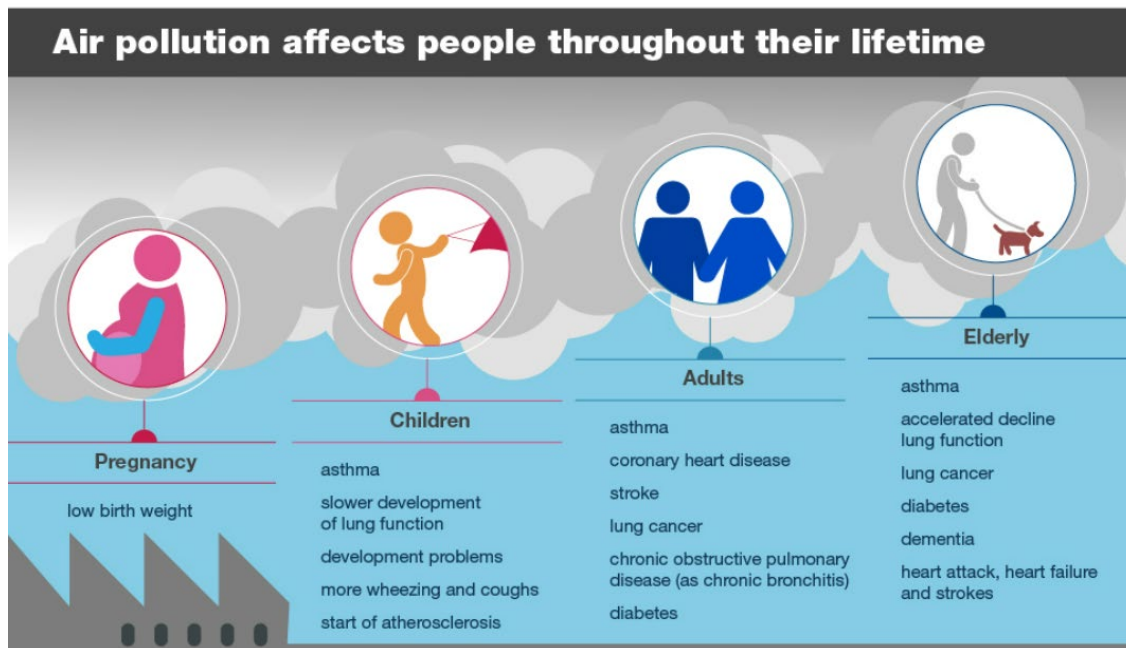 Air pollution affects people throughout their lifetime
Pregnancy
low birth weight
Children
asthma
slower development
of lung function
development problems
more wheezing and coughs
start of atherosclerosis
Adults
asthma
coronary heart disease
stroke
lung cancer
chronic obstructive pulmonary
disease (as chronic bronchitis)
diabetes
Elderly
asthma
accelerated decline
lung function
lung cancer
diabetes
dementia
heart attack, heart failure
and strokes